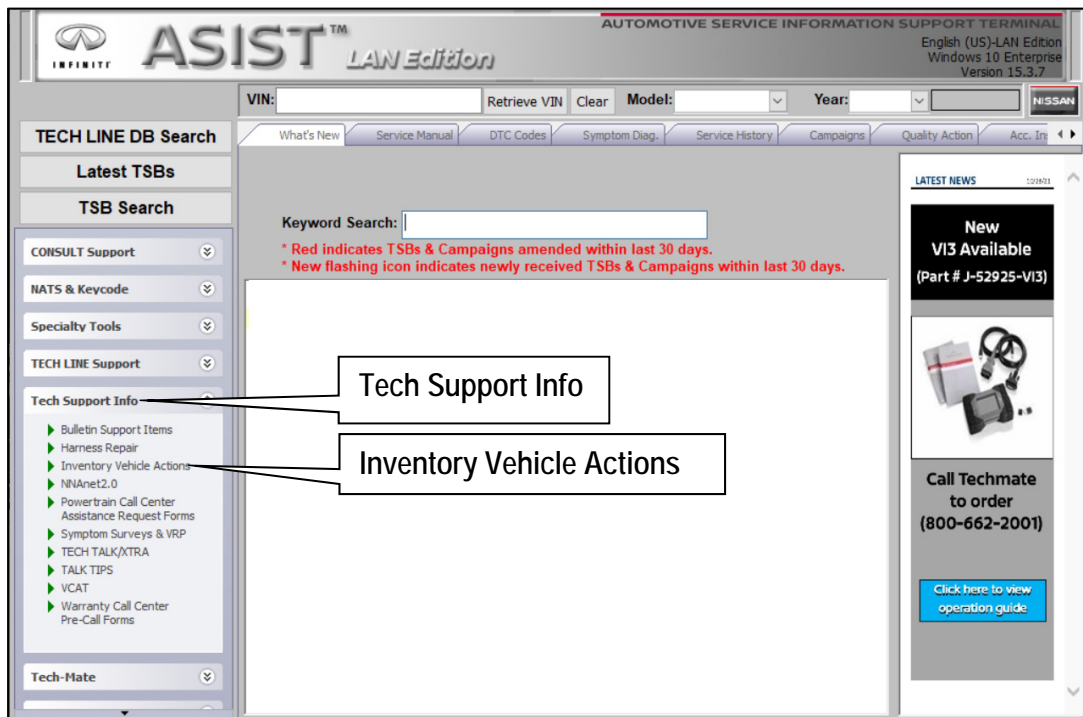 AUTOMOTIVE SERVICE INFORMATION SUPPORT TERMINAL
INFINITI
ASIST™ LAN Edition
English (US)-LAN Edition
Windows 10 Enterprise
Version 15.3.7
VIN: Retrieve VIN Clear Model: Year: NISSAN
What's New Service Manual DTC Codes Symptom Diag. Service History Campaigns Quality Action Acc.
TECH LINE DB Search
Latest TSBs
TSB Search
CONSULT Support
NATS & Keycode
Specialty Tools
TECH LINE Support
Tech Support Info
Bulletin Support Items
Harness Repair
Inventory Vehicle Actions
NNAnet2.0
Powertrain Call Center
Assistance Request Forms
Symptom Surveys & VRP
TECH TALK/XTRA
TALK TIPS
VCAT
Warranty Call Center
Pre-Call Forms
Tech-Mate
Keyword Search:
* Red indicates TSBs & Campaigns amended within last 30 days.
* New flashing icon indicates newly received TSBs & Campaigns within last 30 days.
Tech Support Info
Inventory Vehicle Actions
LATEST NEWS
New
VI3 Available
(Part # J-52925-VI3)
Call Techmate
to order
(800-662-2001)
Click here to view
operation guide